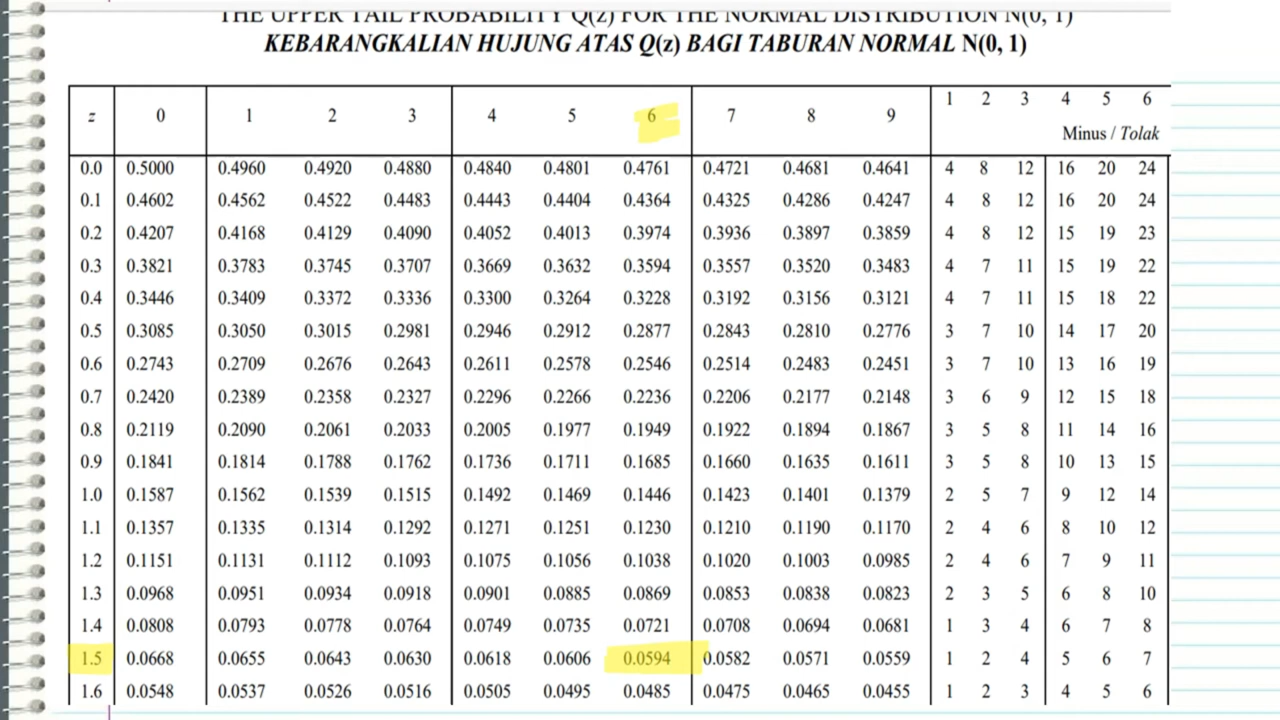 THE UPPER TAIL PROBABILITY Q(z) FOR THE NORMAL DISTRIBUTION N(0, 1)
KEBARANGKALIAN HUJUNG ATAS Q(z) BAGI TABURAN NORMAL N(0, 1)
z 0 1 2 3 4 5 6 7 8 9 1 2 3 4 5 6
Minus / Tolak
0.0 0.5000 0.4960 0.4920 0.4880 0.4840 0.4801 0.4761 0.4721 0.4681 0.4641 4 8 12 16 20 24
0.1 0.4602 0.4562 0.4522 0.4483 0.4443 0.4404 0.4364 0.4325 0.4286 0.4247 4 8 12 16 20 24
0.2 0.4207 0.4168 0.4129 0.4090 0.4052 0.4013 0.3974 0.3936 0.3897 0.3859 4 8 12 15 19 23
0.3 0.3821 0.3783 0.3745 0.3707 0.3669 0.3632 0.3594 0.3557 0.3520 0.3483 4 7 11 15 19 22
0.4 0.3446 0.3409 0.3372 0.3336 0.3300 0.3264 0.3228 0.3192 0.3156 0.3121 4 7 11 15 18 22
0.5 0.3085 0.3050 0.3015 0.2981 0.2946 0.2912 0.2877 0.2843 0.2810 0.2776 3 7 10 14 17 20
0.6 0.2743 0.2709 0.2676 0.2643 0.2611 0.2578 0.2546 0.2514 0.2483 0.2451 3 7 10 13 16 19
0.7 0.2420 0.2389 0.2358 0.2327 0.2296 0.2266 0.2236 0.2206 0.2177 0.2148 3 6 9 12 15 18
0.8 0.2119 0.2090 0.2061 0.2033 0.2005 0.1977 0.1949 0.1922 0.1894 0.1867 3 5 8 11 14 16
0.9 0.1841 0.1814 0.1788 0.1762 0.1736 0.1711 0.1685 0.1660 0.1635 0.1611 3 5 8 10 13 15
1.0 0.1587 0.1562 0.1539 0.1515 0.1492 0.1469 0.1446 0.1423 0.1401 0.1379 2 5 7 9 12 14
1.1 0.1357 0.1335 0.1314 0.1292 0.1271 0.1251 0.1230 0.1210 0.1190 0.1170 2 4 6 8 10 12
1.2 0.1151 0.1131 0.1112 0.1093 0.1075 0.1056 0.1038 0.1020 0.1003 0.0985 2 4 6 7 9 11
1.3 0.0968 0.0951 0.0934 0.0918 0.0901 0.0885 0.0869 0.0853 0.0838 0.0823 2 3 5 6 8 10
1.4 0.0808 0.0793 0.0778 0.0764 0.0749 0.0735 0.0721 0.0708 0.0694 0.0681 1 3 4 6 7 8
1.5 0.0668 0.0655 0.0643 0.0630 0.0618 0.0606 0.0594 0.0582 0.0571 0.0559 1 2 4 5 6 7
1.6 0.0548 0.0537 0.0526 0.0516 0.0505 0.0495 0.0485 0.0475 0.0465 0.0455 1 2 3 4 5 6